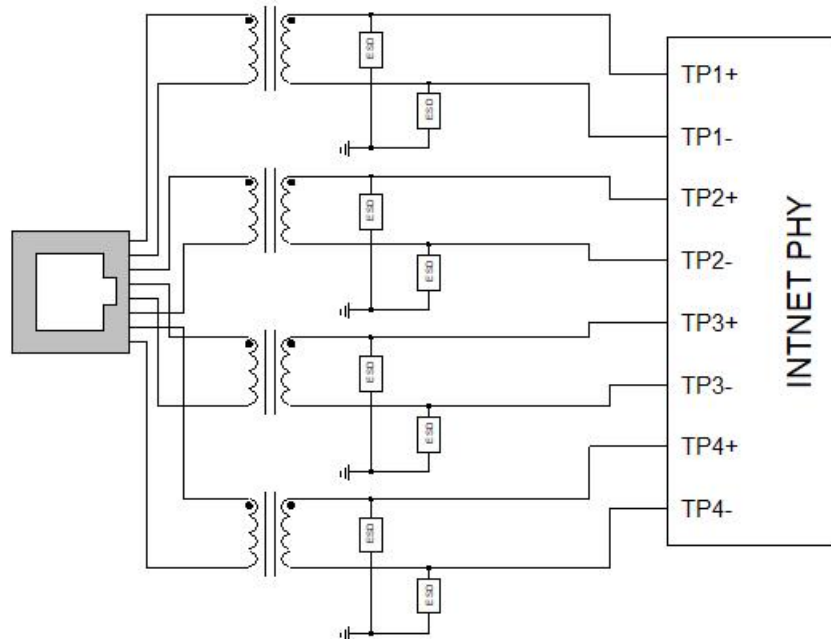 ESD
TP1+
ESD
TP1-
ESD
TP2+
ESD
TP2-
ESD
TP3+
ESD
TP3-
ESD
TP4+
ESD
TP4-
INTNET PHY